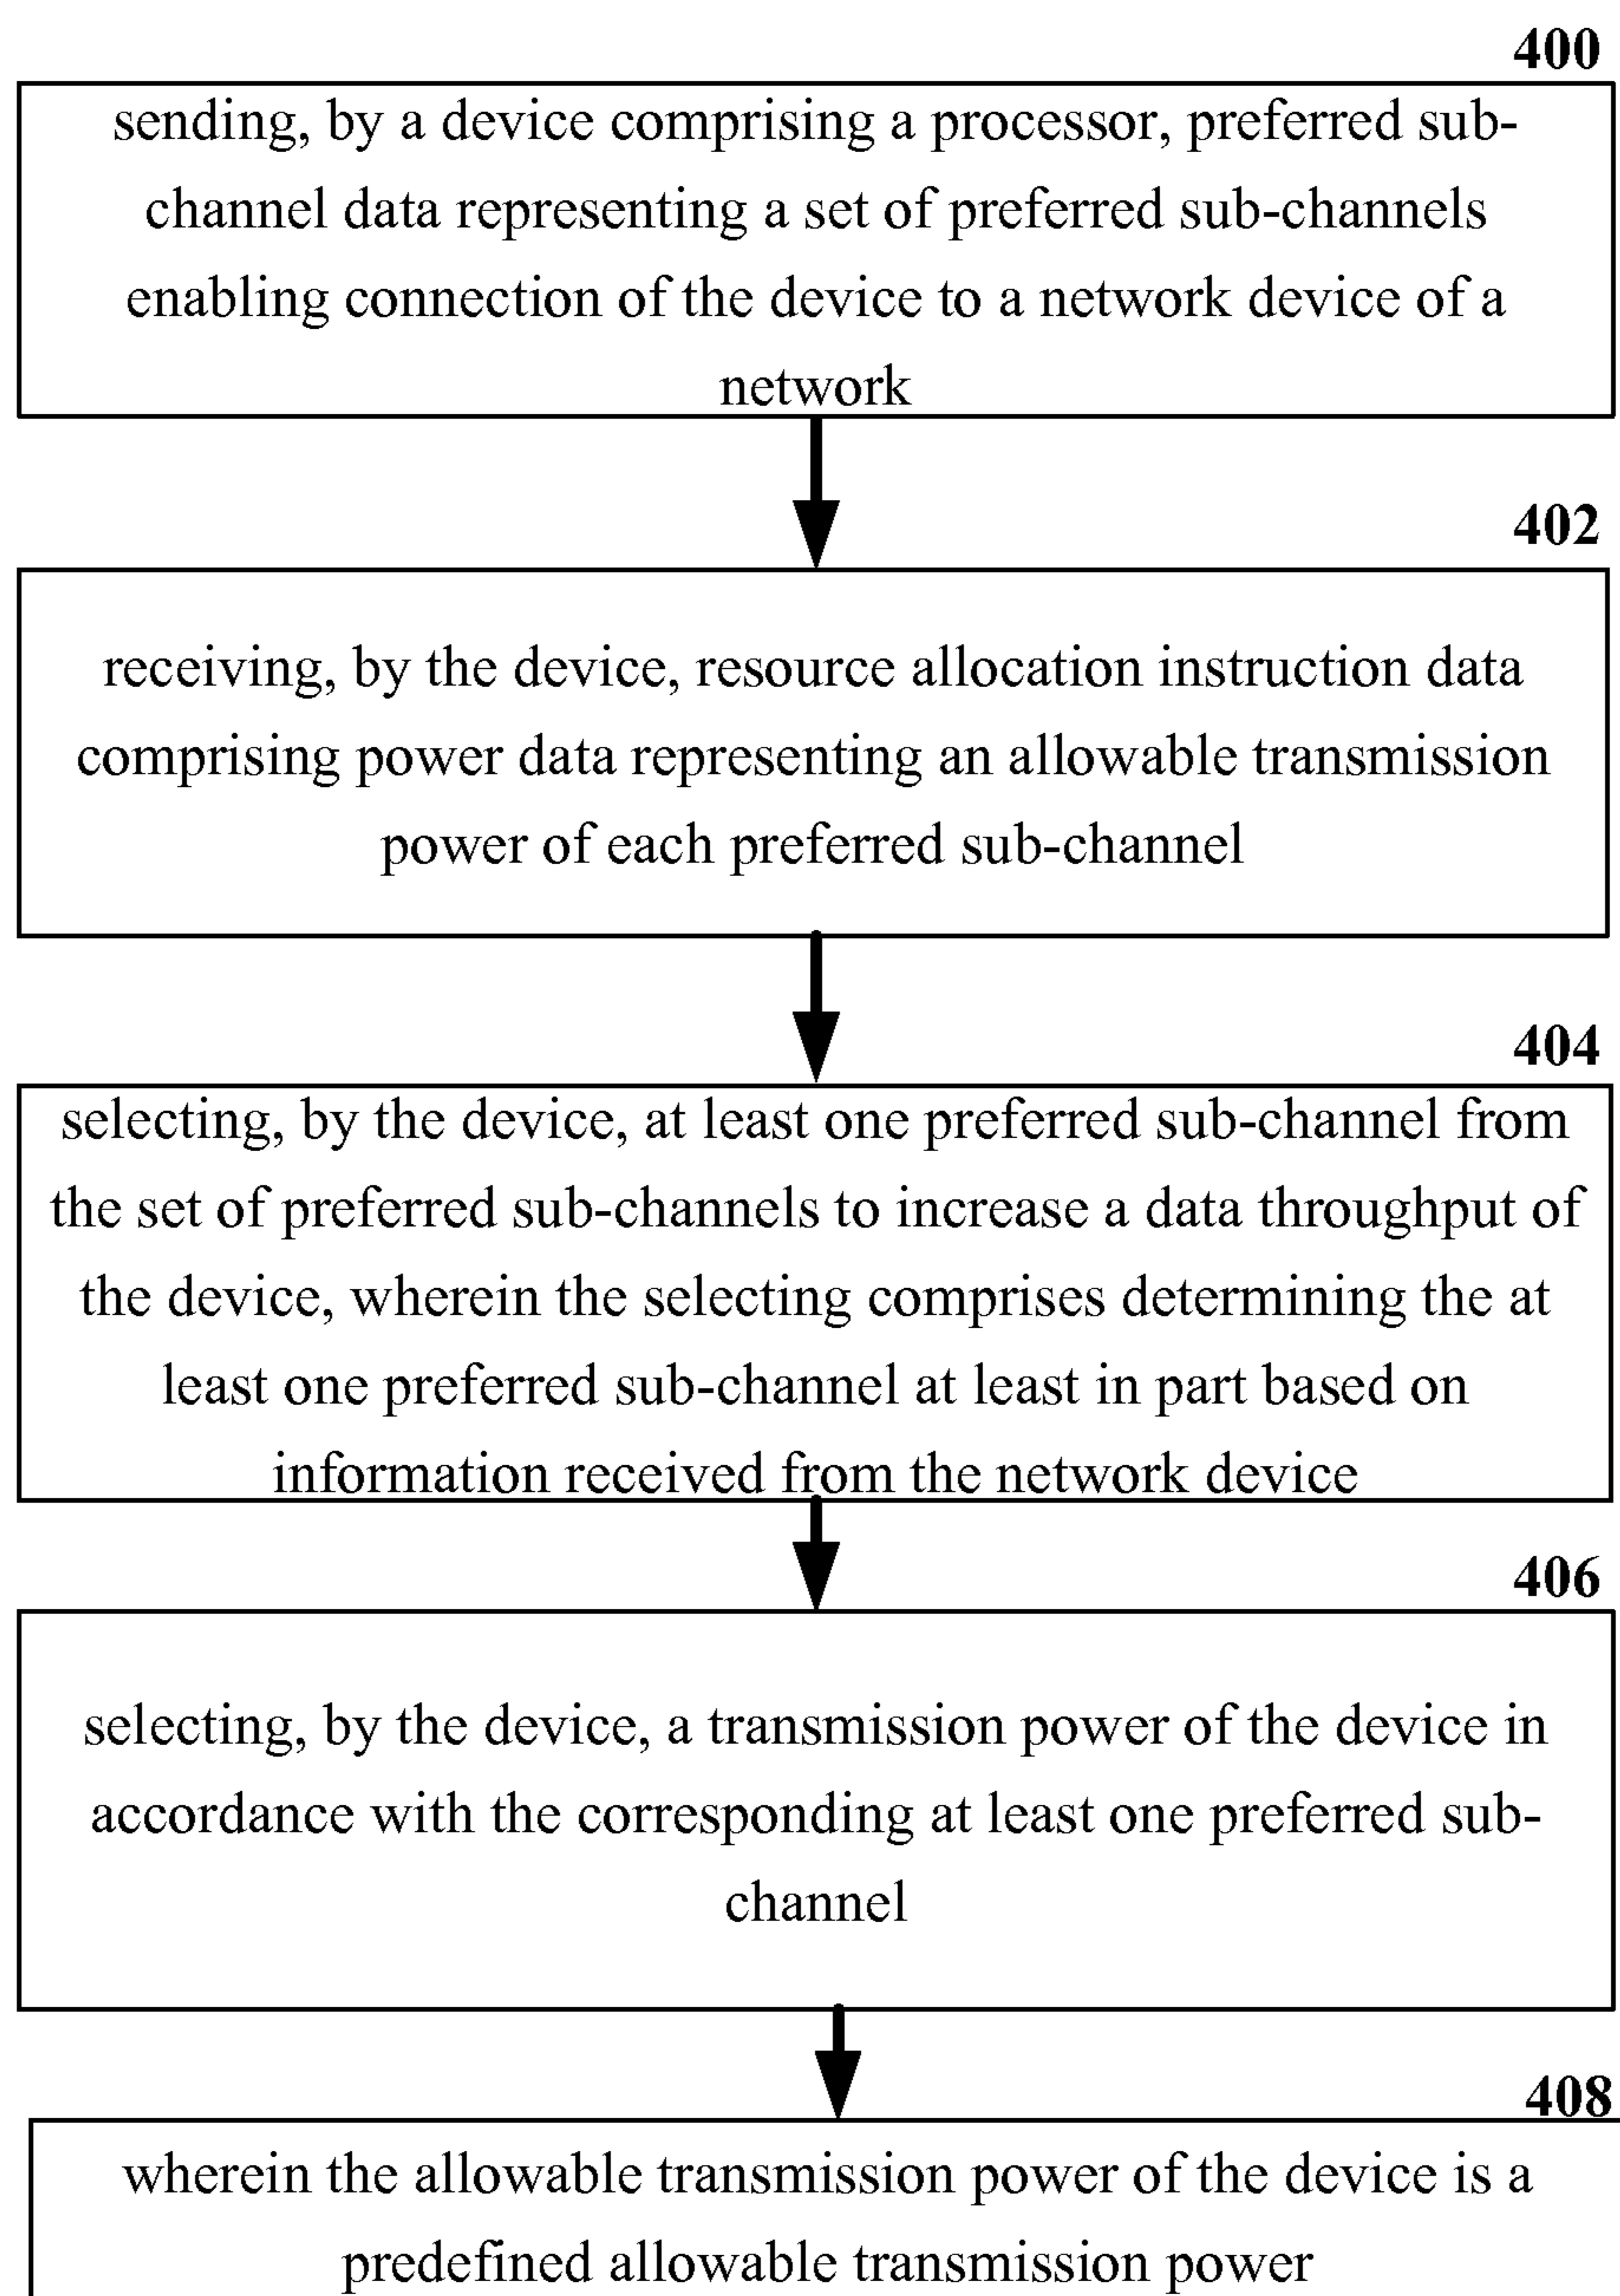 400
sending, by a device comprising a processor, preferred sub-
channel data representing a set of preferred sub-channels
enabling connection of the device to a network device of a
network
402
receiving, by the device, resource allocation instruction data
comprising power data representing an allowable transmission
power of each preferred sub-channel
404
selecting, by the device, at least one preferred sub-channel from
the set of preferred sub-channels to increase a data throughput of
the device, wherein the selecting comprises determining the at
least one preferred sub-channel at least in part based on
information received from the network device
406
selecting, by the device, a transmission power of the device in
accordance with the corresponding at least one preferred sub-
channel
408
wherein the allowable transmission power of the device is a
predefined allowable transmission power